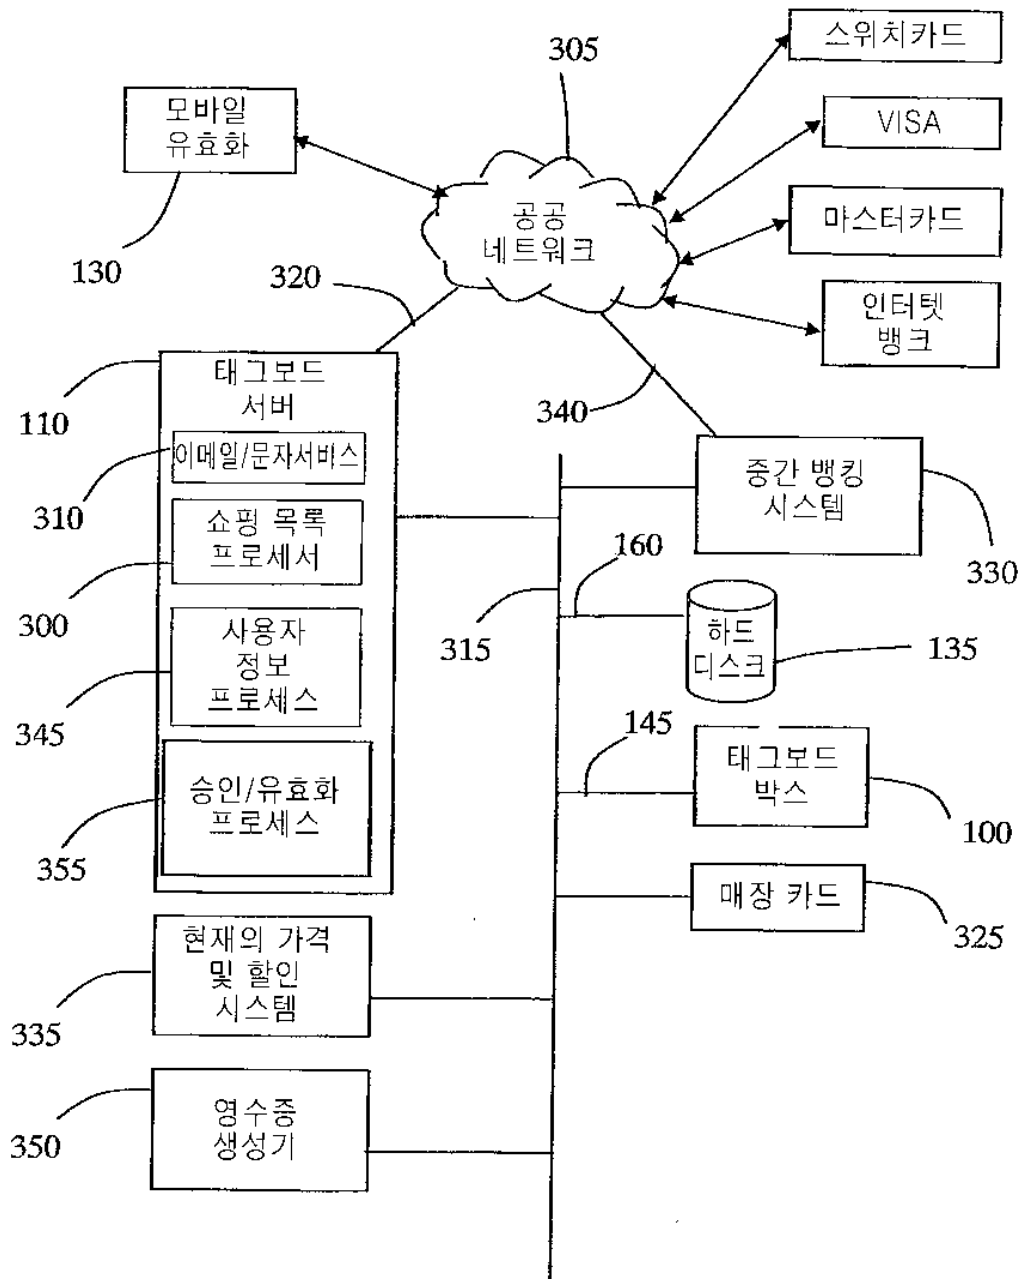 스위치카드
305
모바일
유효화
VISA
공공
네트워크
마스터카드
130
320
인터텟
뱅크
태그보드
서버
110
340
이메일/문자서비스
중간 뱅킹
시스템
310
쇼핑 목록
프로세서
160
330
300
하드
디스크
사용자
정보
프로세스
315
135
345
145
태그보드
박스
승인/유효화
프로세스
100
355
매장 카드
현재의 가격
및 할인
시스템
325
335
영수증
생성기
350